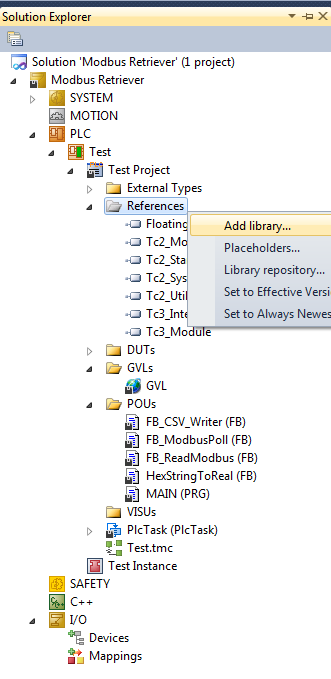 Solution Explorer
Solution 'Modbus Retriever' (1 project)
Modbus Retriever
SYSTEM
MOTION
PLC
Test
Test Project
External Types
References
Floating
Add library...
Tc2_Mo
Placeholders...
Tc2_Sta
Library repository...
Tc2_Sys
Set to Effective Versi
Tc2_Util
Set to Always Newes
Tc3_Inte
Tc3_Module
DUTs
GVLs
GVL
POUs
FB_CSV_Writer (FB)
FB_ModbusPoll (FB)
FB_ReadModbus (FB)
HexStringToReal (FB)
MAIN (PRG)
VISUs
PlcTask (PlcTask)
Test.tmc
Test Instance
SAFETY
C++
I/O
Devices
Mappings